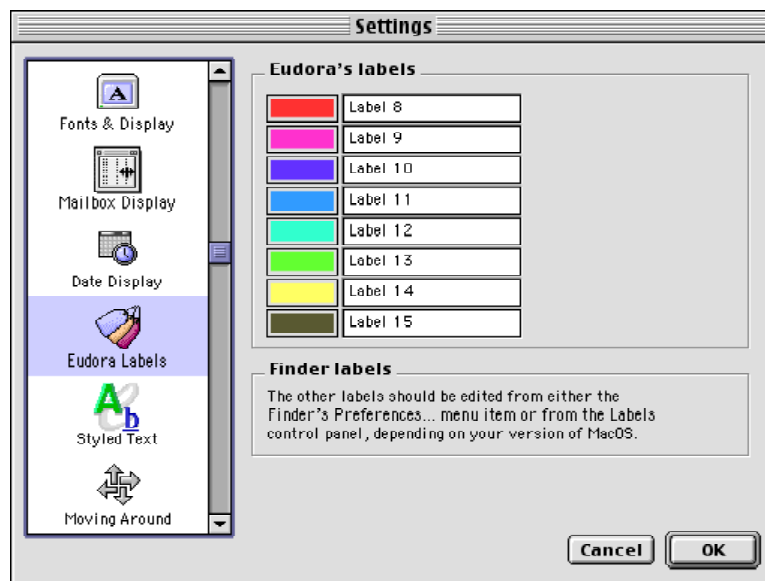 Settings
Fonts & Display
Mailbox Display
Date Display
Eudora Labels
Styled Text
Moving Around
Eudora's labels
Label 8
Label 9
Label 10
Label 11
Label 12
Label 13
Label 14
Label 15
Finder labels
The other labels should be edited from either the
Finder's Preferences... menu item or from the Labels
control panel, depending on your version of MacOS.
Cancel
OK